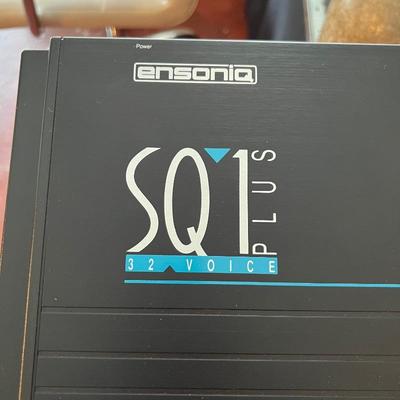 Power
ensoniq
SQ1
PLUS
32 VOICE